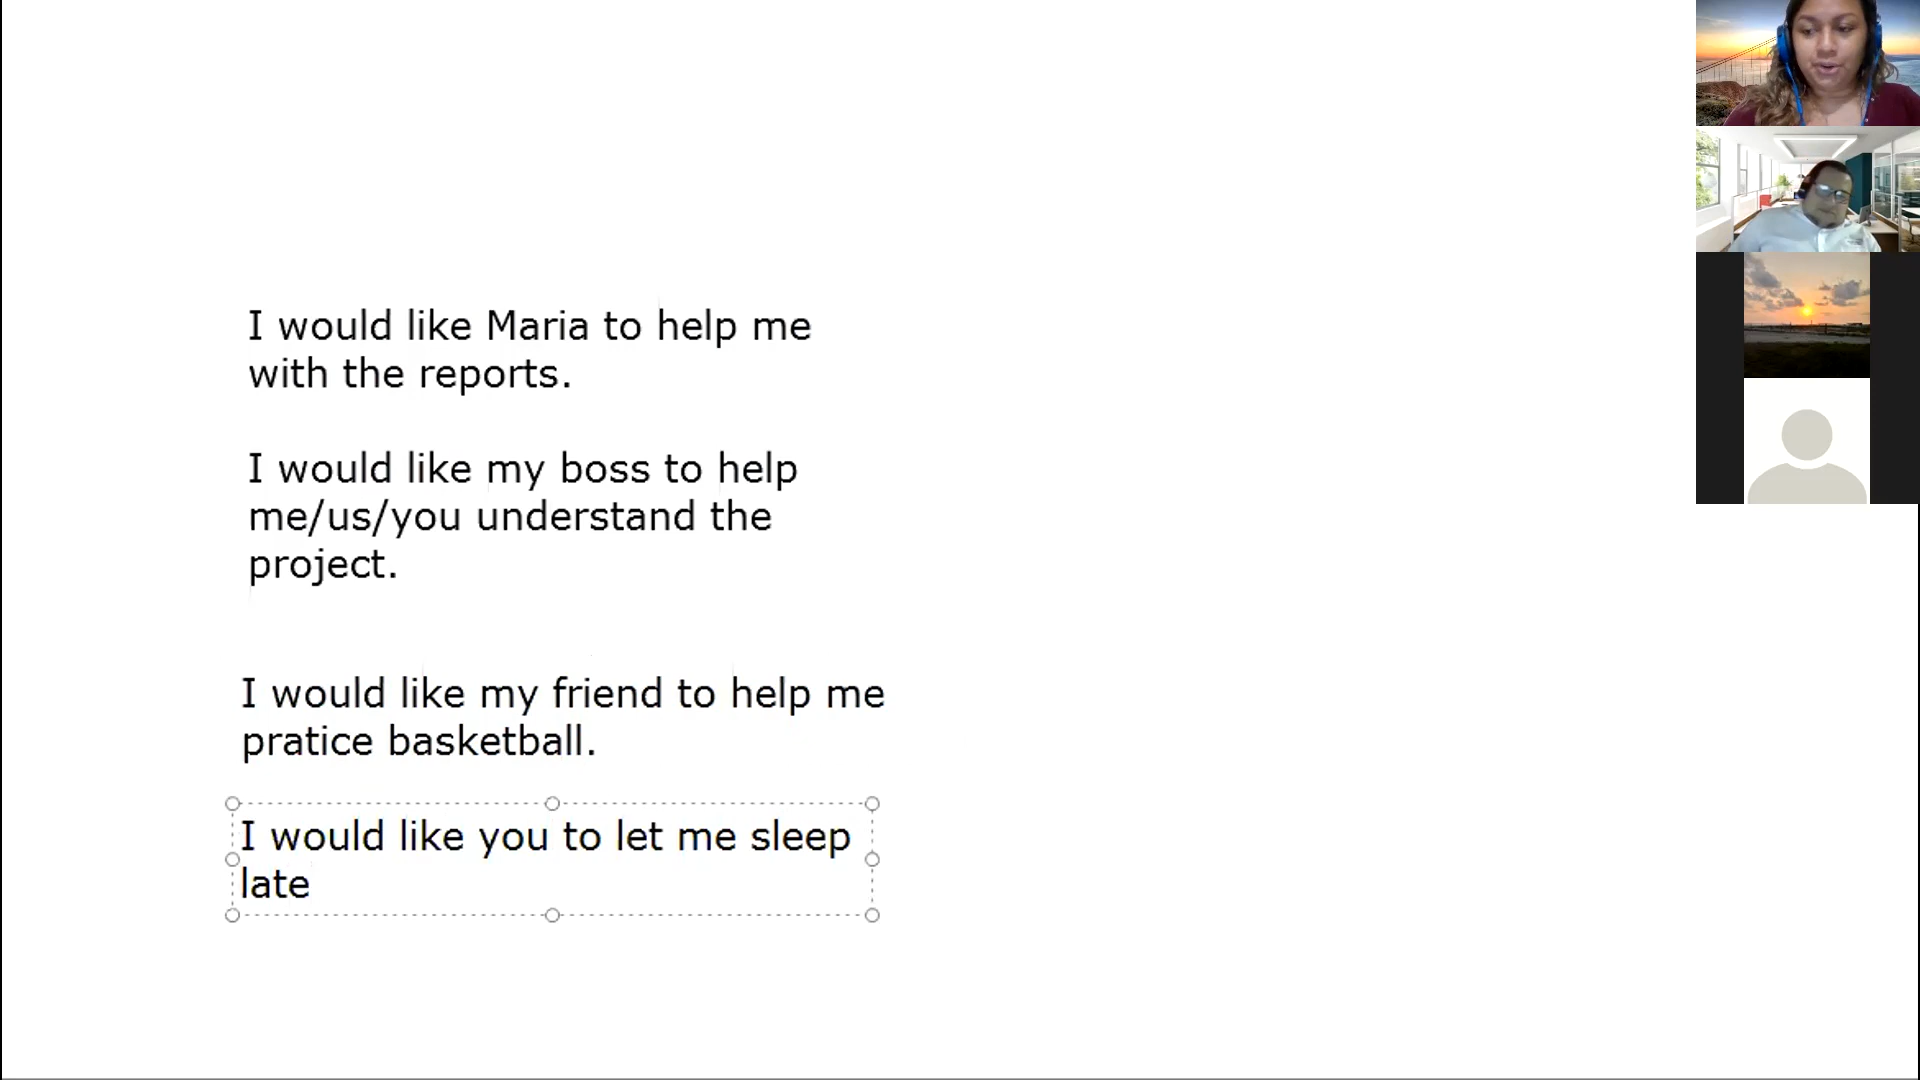 I would like Maria to help me
with the reports.
I would like my boss to help
me/us/you understand the
project.
I would like my friend to help me
pratice basketball.
I would like you to let me sleep
late